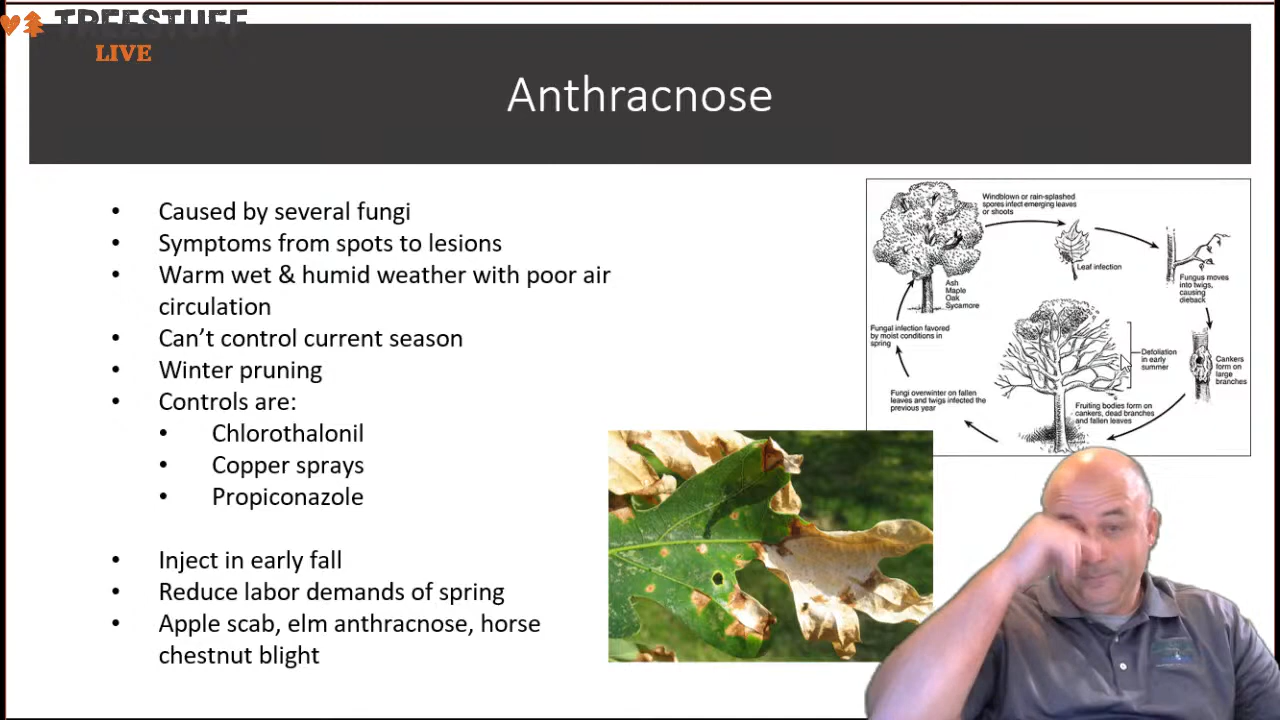 TREESTUFF
LIVE
Anthracnose
• Caused by several fungi
• Symptoms from spots to lesions
• Warm wet & humid weather with poor air
circulation
• Can’t control current season
• Winter pruning
• Controls are:
• Chlorothalonil
• Copper sprays
• Propiconazole
• Inject in early fall
• Reduce labor demands of spring
• Apple scab, elm anthracnose, horse
chestnut blight
Windblown or rain-splashed
spores infect emerging leaves
or shoots
Leaf infection
Fungus moves
into twigs,
causing
dieback
Ash
Maple
Oak
Sycamore
Fungal infection favored
by moist conditions in
spring
Defoliation
in early
summer
Cankers
form on
large
branches
Fungi overwinter on fallen
leaves and twigs infected the
previous year
Fruiting bodies form on
cankers, dead branches
and fallen leaves